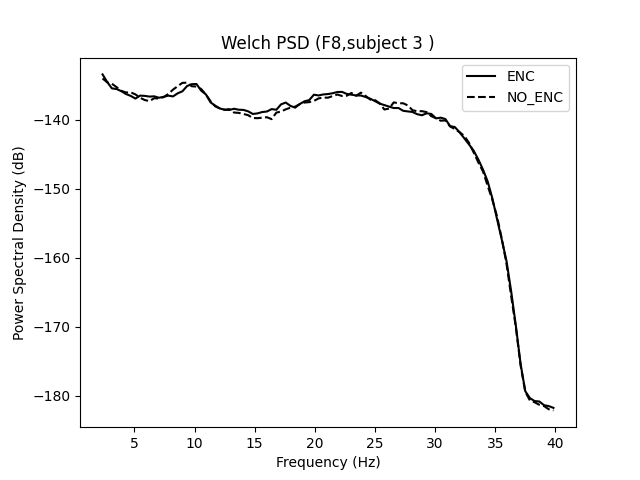 Welch PSD (F8,subject 3 )
ENC
NO_ENC
Power Spectral Density (dB)
−140
−150
−160
−170
−180
5 10 15 20 25 30 35 40
Frequency (Hz)